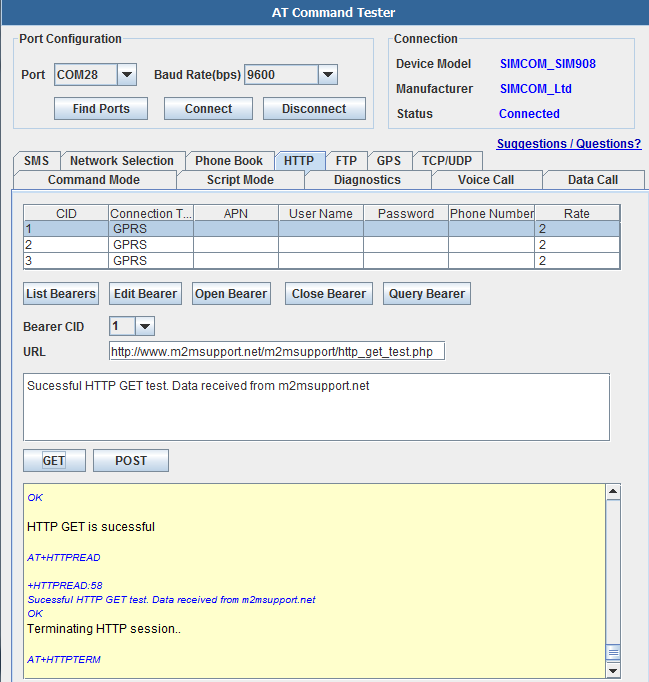 AT Command Tester
Port Configuration
Port COM28 Baud Rate(bps) 9600
Find Ports Connect Disconnect
Connection
Device Model SIMCOM_SIM908
Manufacturer SIMCOM_Ltd
Status Connected
Suggestions / Questions?
SMS Network Selection Phone Book HTTP FTP GPS TCP/UDP
Command Mode Script Mode Diagnostics Voice Call Data Call
CID Connection T... APN User Name Password Phone Number Rate
1 GPRS 2
2 GPRS 2
3 GPRS 2
List Bearers Edit Bearer Open Bearer Close Bearer Query Bearer
Bearer CID 1
URL http://www.m2msupport.net/m2msupport/http_get_test.php
Sucessful HTTP GET test. Data received from m2msupport.net
GET POST
OK
HTTP GET is sucessful
AT+HTTPREAD
+HTTPREAD:58
Sucessful HTTP GET test. Data received from m2msupport.net
OK
Terminating HTTP session..
AT+HTTPTERM